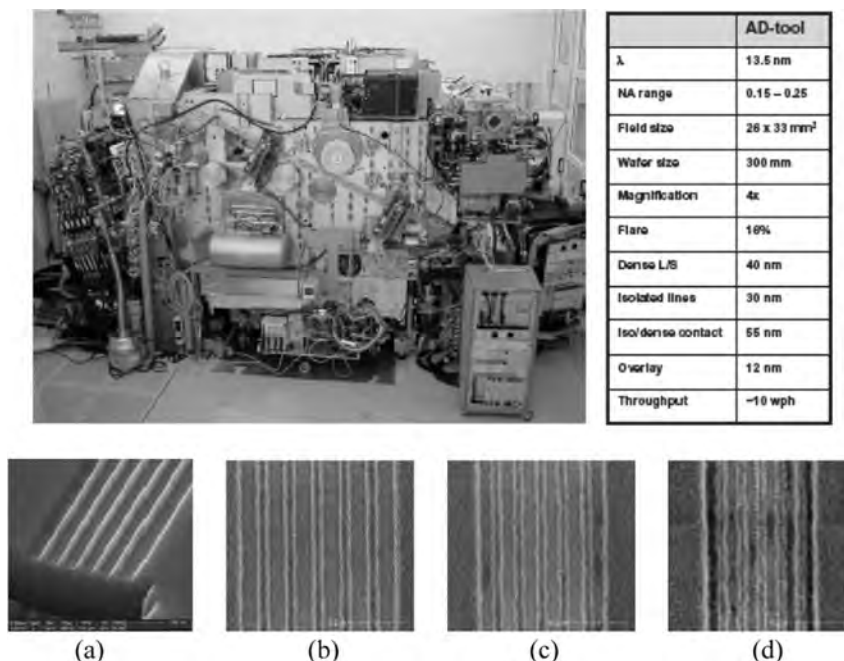 AD-tool
λ 13.5 nm
NA range 0.15 – 0.25
Field size 26 x 33 mm²
Wafer size 300 mm
Magnification 4x
Flare 16%
Dense L/S 40 nm
Isolated lines 30 nm
Iso/dense contact 55 nm
Overlay 12 nm
Throughput ~10 wph
(a) (b) (c) (d)